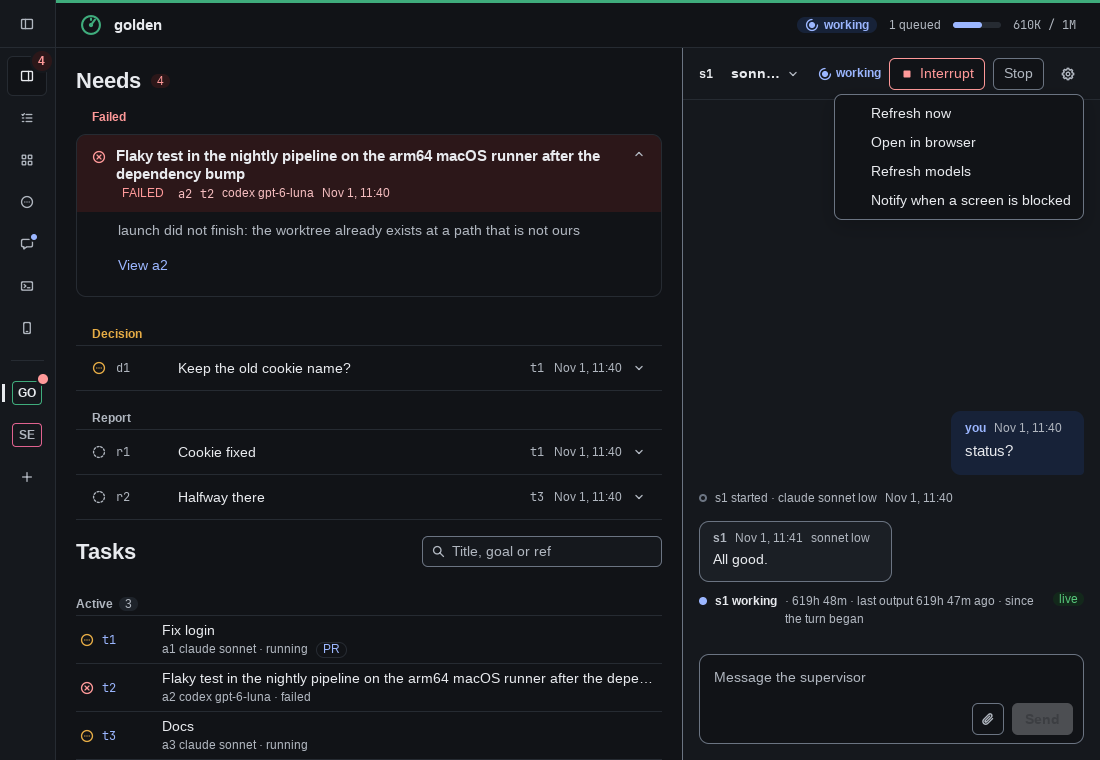 golden
working
1 queued
610K / 1M
4
GO
SE
Needs 4
Failed
Flaky test in the nightly pipeline on the arm64 macOS runner after the
dependency bump
FAILED a2 t2 codex gpt-6-luna Nov 1, 11:40
launch did not finish: the worktree already exists at a path that is not ours
View a2
Decision
d1 Keep the old cookie name? t1 Nov 1, 11:40
Report
r1 Cookie fixed t1 Nov 1, 11:40
r2 Halfway there t3 Nov 1, 11:40
Tasks
Title, goal or ref
Active 3
t1 Fix login
a1 claude sonnet · running PR
t2 Flaky test in the nightly pipeline on the arm64 macOS runner after the depe…
a2 codex gpt-6-luna · failed
t3 Docs
a3 claude sonnet · running
s1 sonn… working Interrupt Stop
Refresh now
Open in browser
Refresh models
Notify when a screen is blocked
you Nov 1, 11:40
status?
s1 started · claude sonnet low Nov 1, 11:40
s1 Nov 1, 11:41 sonnet low
All good.
s1 working · 619h 48m · last output 619h 47m ago · since live
the turn began
Message the supervisor
Send